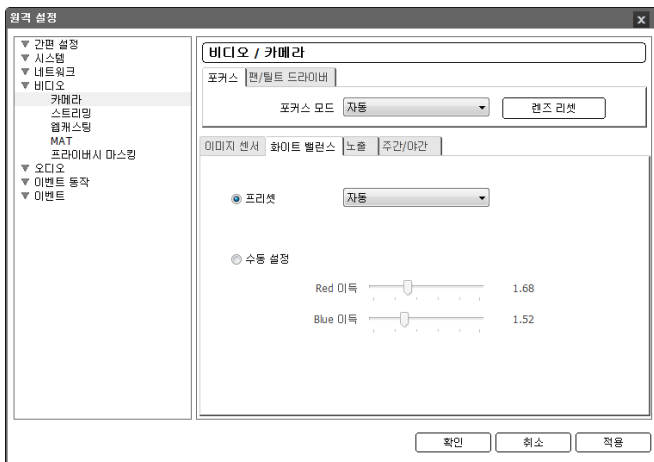 원격 설정
x
간편 설정
시스템
네트워크
비디오
카메라
스트리밍
웹캐스팅
MAT
프라이버시 마스킹
오디오
이벤트 동작
이벤트
비디오 / 카메라
포커스 팬/틸트 드라이버
포커스 모드 자동 렌즈 리셋
이미지 센서 화이트 밸런스 노출 주간/야간
프리셋 자동
수동 설정
Red 이득 1.68
Blue 이득 1.52
확인 취소 적용